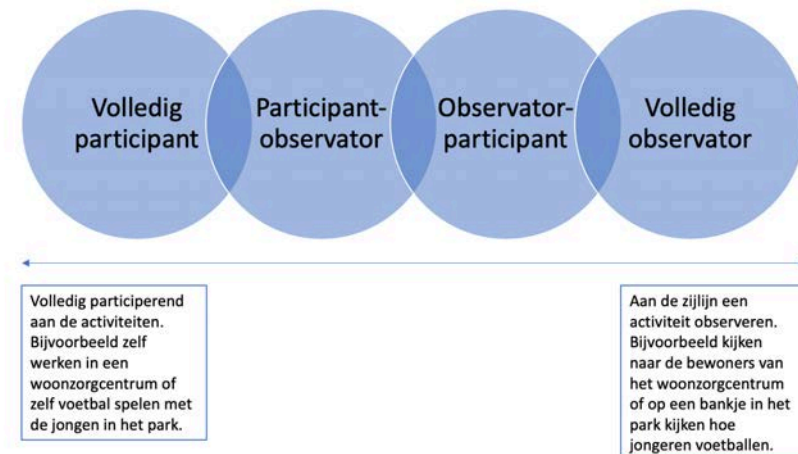 Volledig
participant
Participant-
observator
Observator-
participant
Volledig
observator
Volledig participerend
aan de activiteiten.
Bijvoorbeeld zelf
werken in een
woonzorgcentrum of
zelf voetbal spelen met
de jongen in het park.
Aan de zijlijn een
activiteit observeren.
Bijvoorbeeld kijken
naar de bewoners van
het woonzorgcentrum
of op een bankje in het
park kijken hoe
jongeren voetballen.